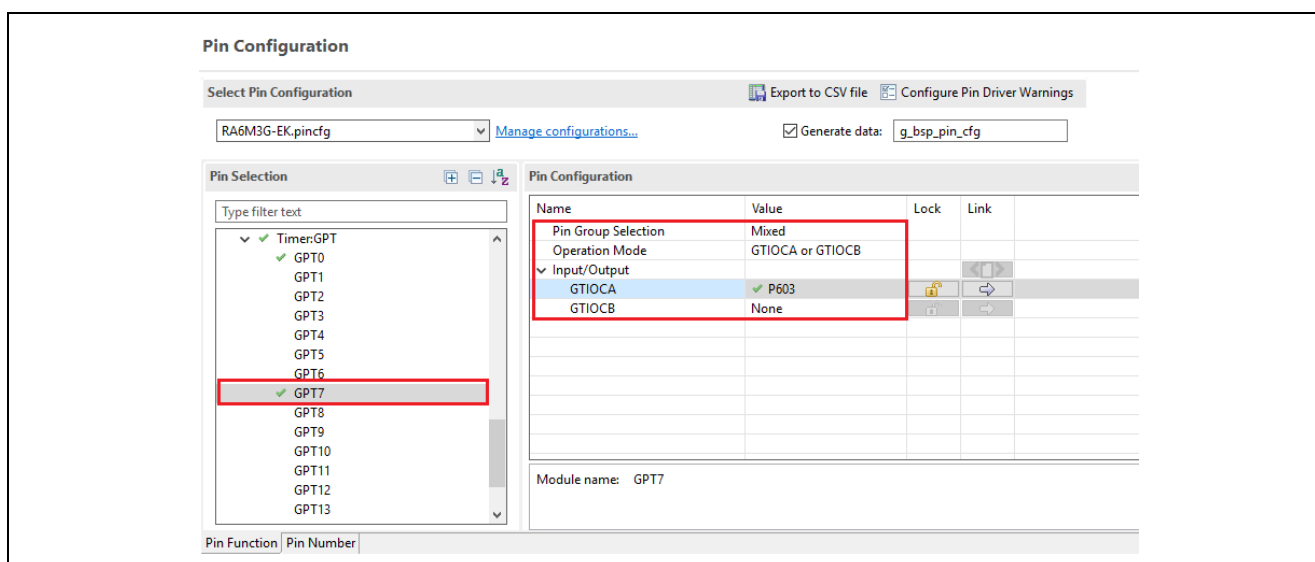 Pin Configuration
Select Pin Configuration
Export to CSV file
Configure Pin Driver Warnings
RA6M3G-EK.pincfg
Manage configurations...
Generate data:
g_bsp_pin_cfg
Pin Selection
Type filter text
Timer:GPT
GPT0
GPT1
GPT2
GPT3
GPT4
GPT5
GPT6
GPT7
GPT8
GPT9
GPT10
GPT11
GPT12
GPT13
Pin Configuration
Name Value Lock Link
Pin Group Selection Mixed
Operation Mode GTIOCA or GTIOCB
Input/Output
GTIOCA P603
GTIOCB None
Module name: GPT7
Pin Function Pin Number